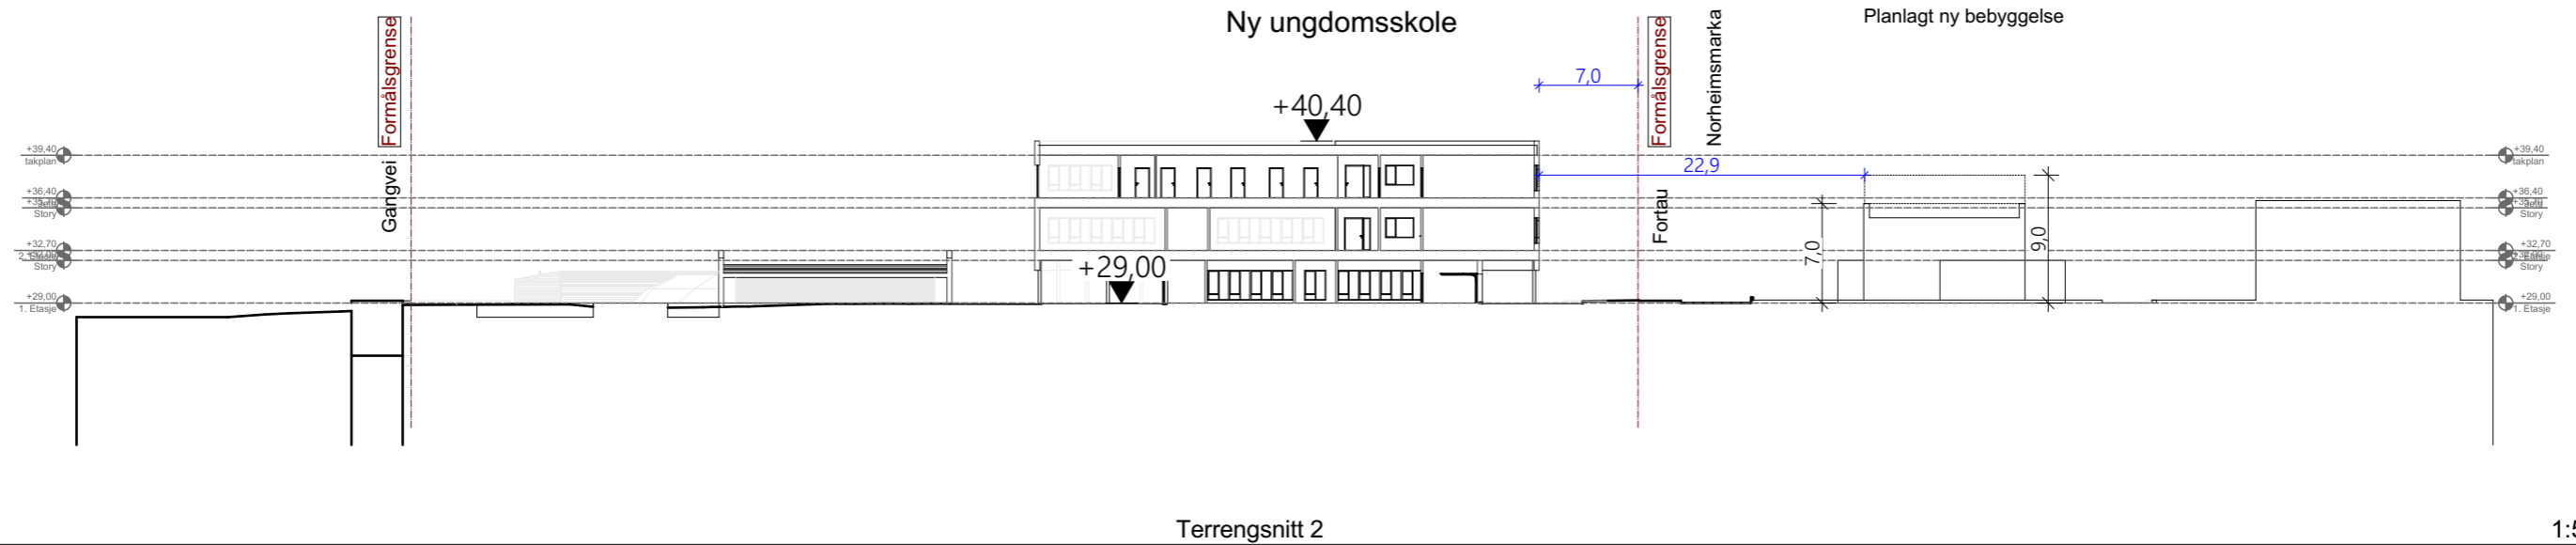 Ny ungdomsskole
Planlagt ny bebyggelse
Formålsgrense
Formålsgrense
Norheimsmarka
7,0
+40,40
+39,40
takplan
+39,40
takplan
22,9
Gangvei
Fortau
+36,40
Story
+36,40
Story
7,0
9,0
+32,70
Story
+32,70
Story
+29,00
+29,00
1. Etasje
+29,00
1. Etasje
Terrengsnitt 2